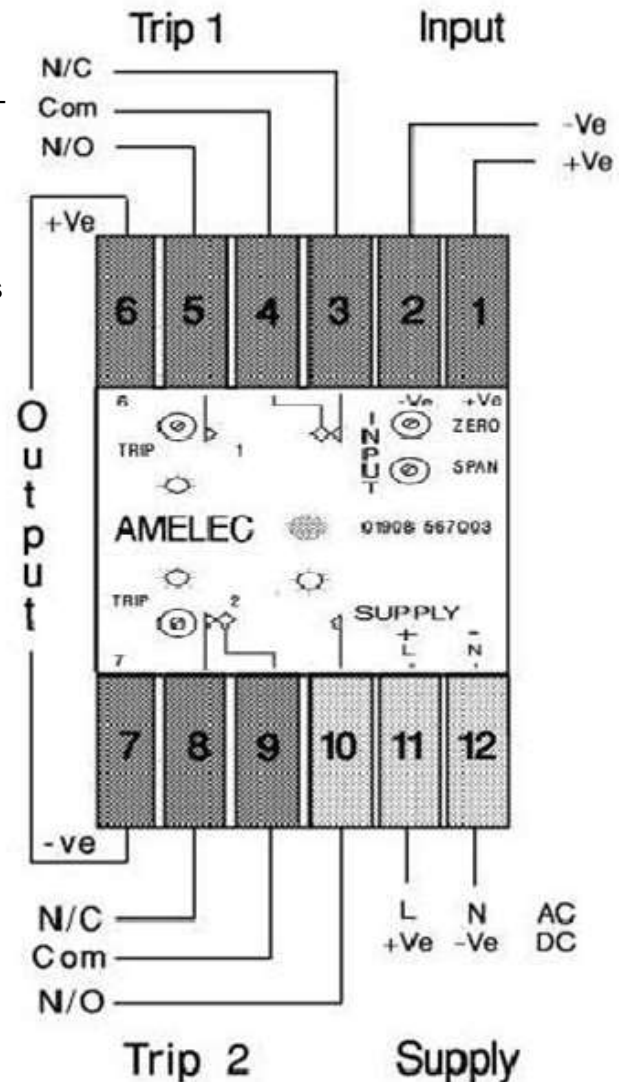 Trip 1 Input
N/C
Com
N/O
-Ve
+Ve
+Ve
s
6 5 4 3 2 1
6 -Ve +Ve
TRIP 1 INPUT ZERO
SPAN
Output
AMELEC 01908 567003
TRIP 2 SUPPLY
+ -
L N
7
7 8 9 10 11 12
-ve
N/C L N AC
Com +Ve -Ve DC
N/O
Trip 2 Supply